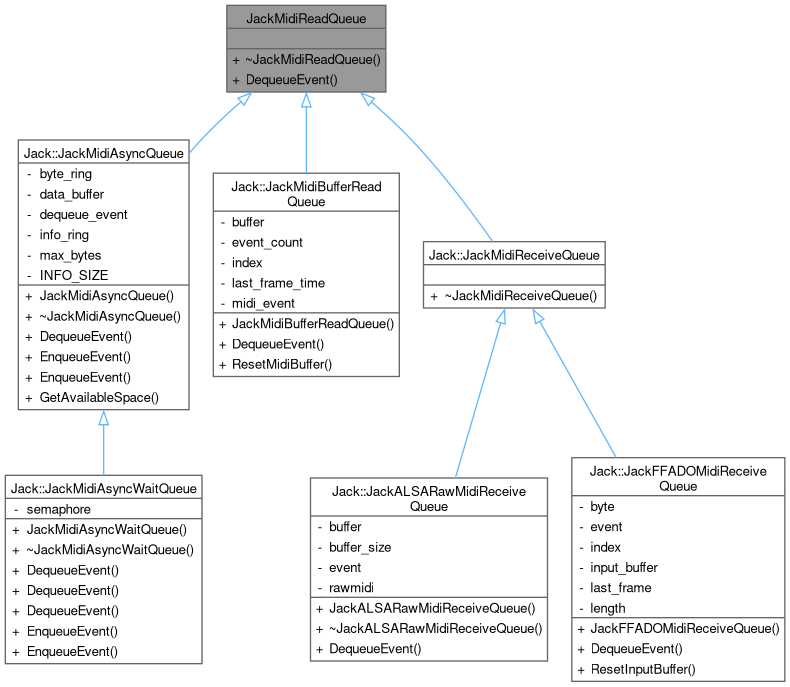 JackMidiReadQueue
+ ~JackMidiReadQueue()
+ DequeueEvent()
Jack::JackMidiAsyncQueue
- byte_ring
- data_buffer
- dequeue_event
- info_ring
- max_bytes
- INFO_SIZE
+ JackMidiAsyncQueue()
+ ~JackMidiAsyncQueue()
+ DequeueEvent()
+ EnqueueEvent()
+ EnqueueEvent()
+ GetAvailableSpace()
Jack::JackMidiBufferRead
Queue
- buffer
- event_count
- index
- last_frame_time
- midi_event
+ JackMidiBufferReadQueue()
+ DequeueEvent()
+ ResetMidiBuffer()
Jack::JackMidiReceiveQueue
+ ~JackMidiReceiveQueue()
Jack::JackMidiAsyncWaitQueue
- semaphore
+ JackMidiAsyncWaitQueue()
+ ~JackMidiAsyncWaitQueue()
+ DequeueEvent()
+ DequeueEvent()
+ DequeueEvent()
+ EnqueueEvent()
+ EnqueueEvent()
Jack::JackALSARawMidiReceive
Queue
- buffer
- buffer_size
- event
- rawmidi
+ JackALSARawMidiReceiveQueue()
+ ~JackALSARawMidiReceiveQueue()
+ DequeueEvent()
Jack::JackFFADOMidiReceive
Queue
- byte
- event
- index
- input_buffer
- last_frame
- length
+ JackFFADOMidiReceiveQueue()
+ DequeueEvent()
+ ResetInputBuffer()